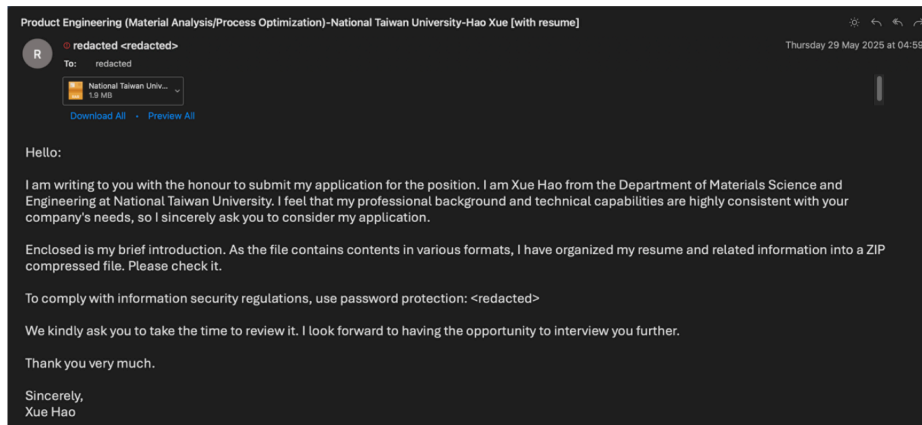 Product Engineering (Material Analysis/Process Optimization)-National Taiwan University-Hao Xue [with resume]
R
redacted <redacted>
Thursday 29 May 2025 at 04:59
To: redacted
National Taiwan Univ...
1.9 MB
Download All • Preview All
Hello:
I am writing to you with the honour to submit my application for the position. I am Xue Hao from the Department of Materials Science and
Engineering at National Taiwan University. I feel that my professional background and technical capabilities are highly consistent with your
company's needs, so I sincerely ask you to consider my application.
Enclosed is my brief introduction. As the file contains contents in various formats, I have organized my resume and related information into a ZIP
compressed file. Please check it.
To comply with information security regulations, use password protection: <redacted>
We kindly ask you to take the time to review it. I look forward to having the opportunity to interview you further.
Thank you very much.
Sincerely,
Xue Hao